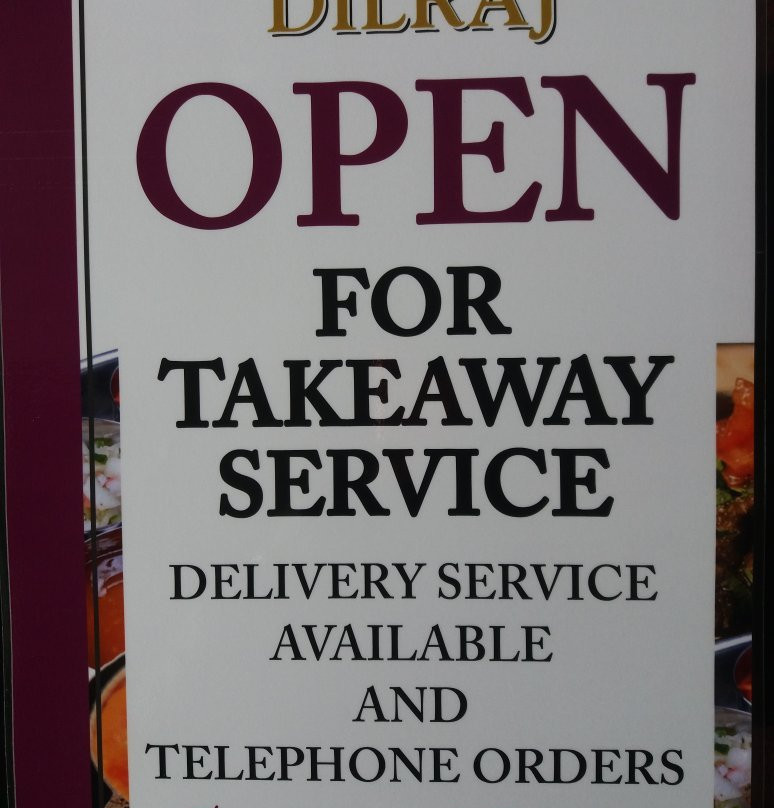 DILRAJ
OPEN
FOR
TAKEAWAY
SERVICE
DELIVERY SERVICE
AVAILABLE
AND
TELEPHONE ORDERS